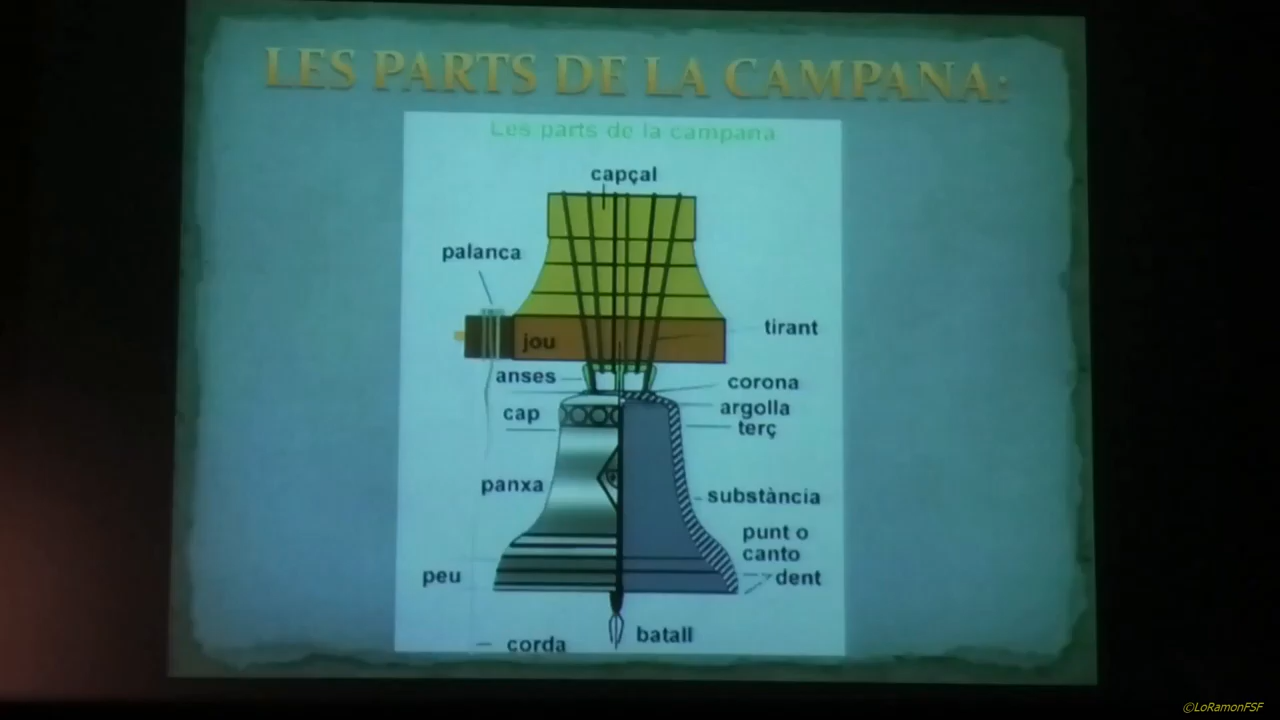 LES PARTS DE LA CAMPANA:
Les parts de la campana
capçal
palanca
tirant
jou
anses
corona
cap
argolla
terç
panxa
substància
punt o
canto
peu
dent
batall
corda
©LoRamonFSF